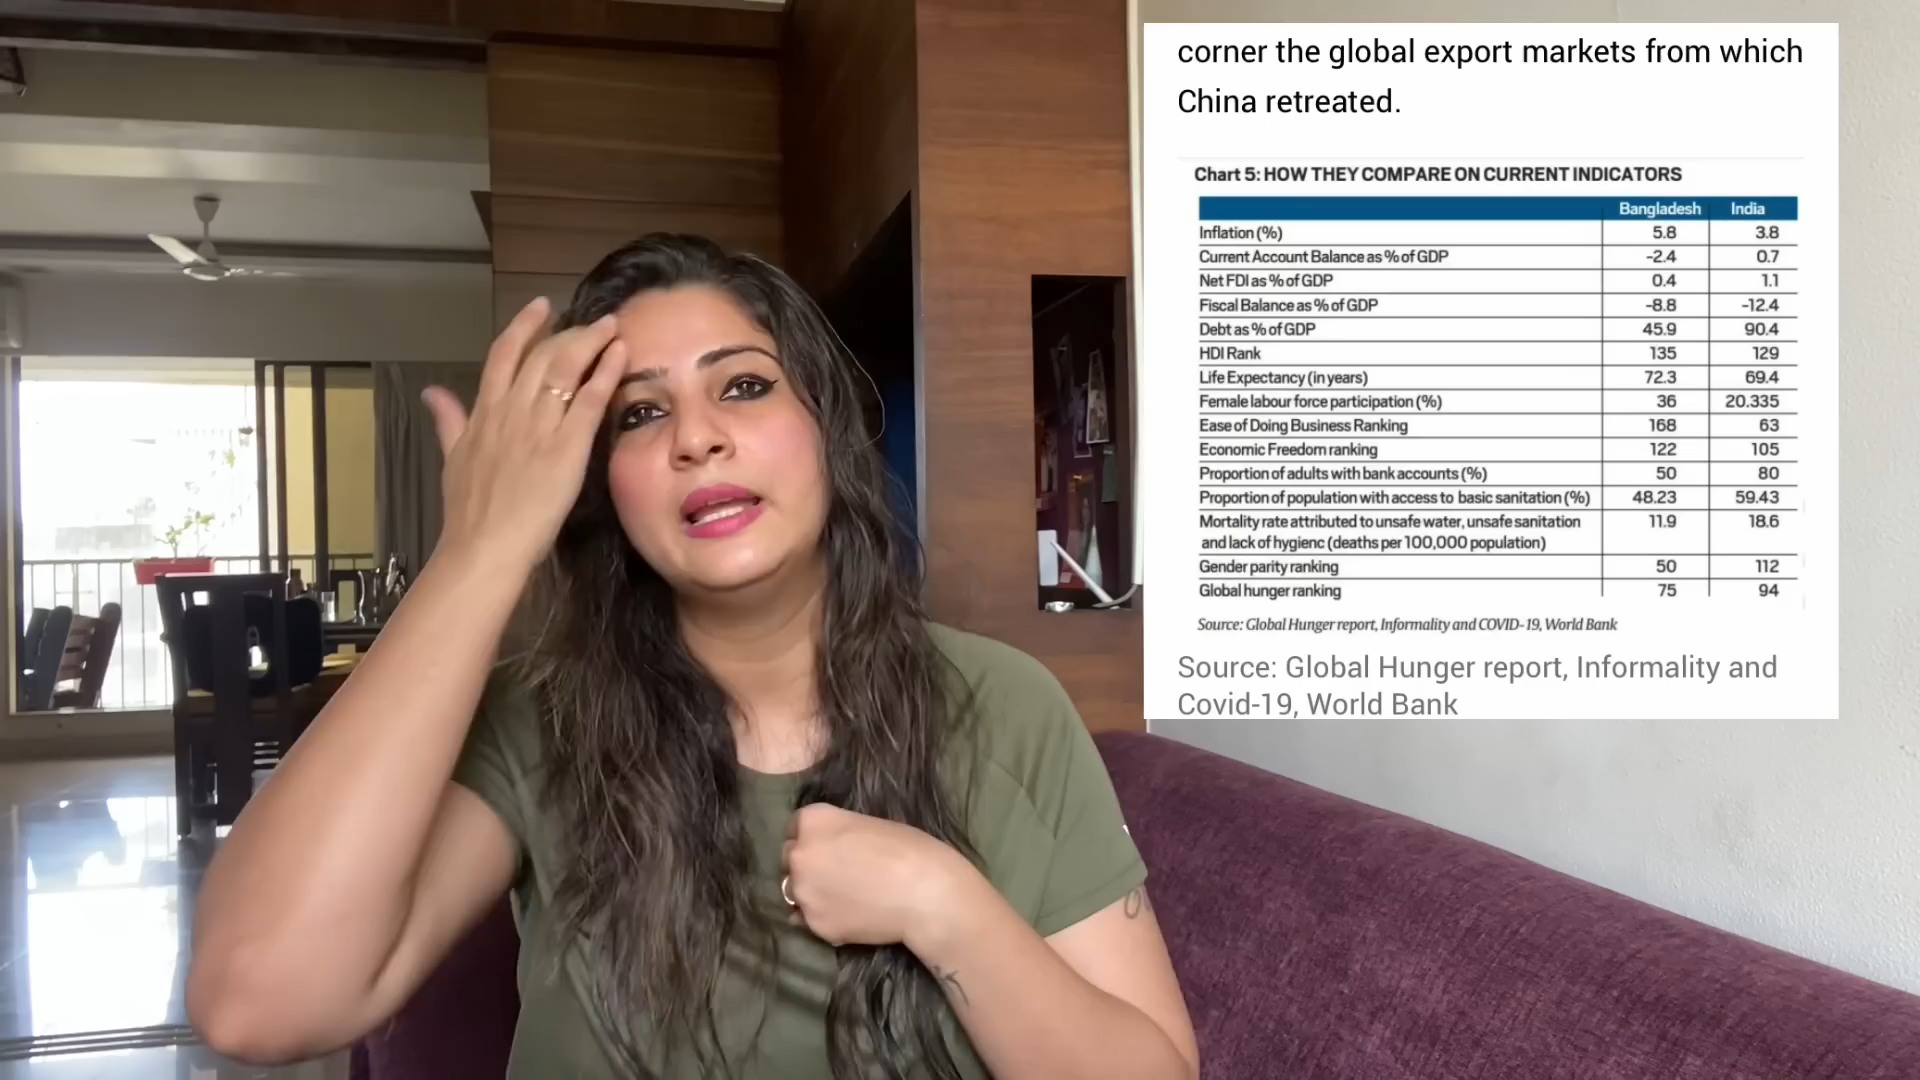 corner the global export markets from which
China retreated.
Chart 5: HOW THEY COMPARE ON CURRENT INDICATORS
Bangladesh India
Inflation (%) 5.8 3.8
Current Account Balance as % of GDP -2.4 0.7
Net FDI as % of GDP 0.4 1.1
Fiscal Balance as % of GDP -8.8 -12.4
Debt as % of GDP 45.9 90.4
HDI Rank 135 129
Life Expectancy (in years) 72.3 69.4
Female labour force participation (%) 36 20.335
Ease of Doing Business Ranking 168 63
Economic Freedom ranking 122 105
Proportion of adults with bank accounts (%) 50 80
Proportion of population with access to basic sanitation (%) 48.23 59.43
Mortality rate attributed to unsafe water, unsafe sanitation 11.9 18.6
and lack of hygienc (deaths per 100,000 population)
Gender parity ranking 50 112
Global hunger ranking 75 94
Source: Global Hunger report, Informality and COVID-19, World Bank
Source: Global Hunger report, Informality and
Covid-19, World Bank